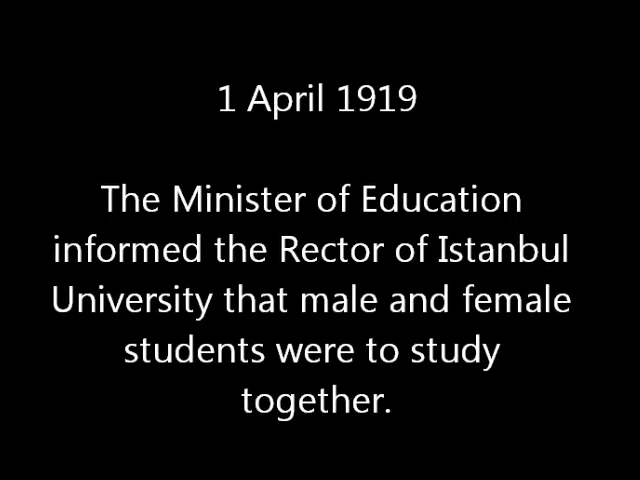 1 April 1919
The Minister of Education
informed the Rector of Istanbul
University that male and female
students were to study
together.